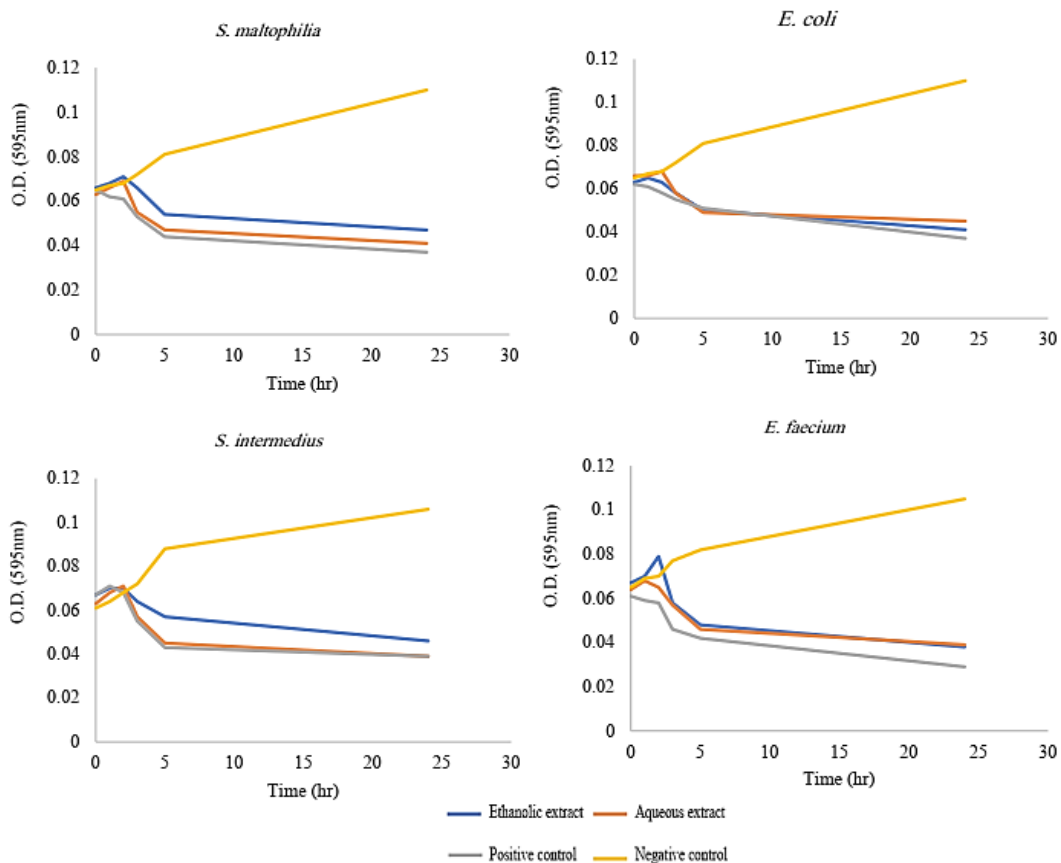 S. maltophilia
O.D. (595nm)
0.12
0.1
0.08
0.06
0.04
0.02
0
0 5 10 15 20 25 30
Time (hr)
E. coli
O.D. (595nm)
0.12
0.1
0.08
0.06
0.04
0.02
0
0 5 10 15 20 25 30
Time (hr)
S. intermedius
O.D. (595nm)
0.12
0.1
0.08
0.06
0.04
0.02
0
0 5 10 15 20 25 30
Time (hr)
E. faecium
O.D. (595nm)
0.12
0.1
0.08
0.06
0.04
0.02
0
0 5 10 15 20 25 30
Time (hr)
Ethanolic extract Aqueous extract
Positive control Negative control